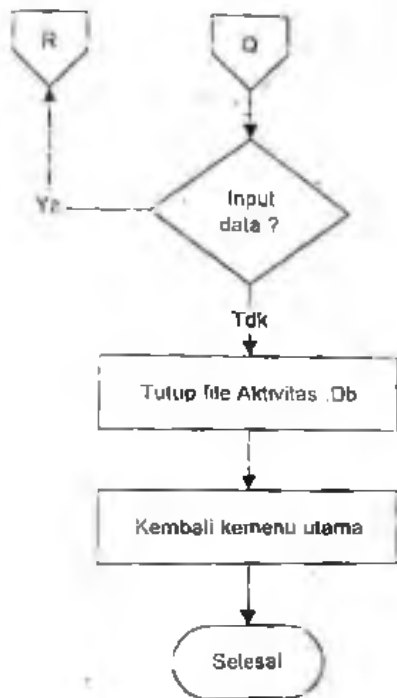 R
Q
Input
data ?
Ya
Tdk
Tutup file Aktivitas .Db
Kembali kemenu utama
Selesai